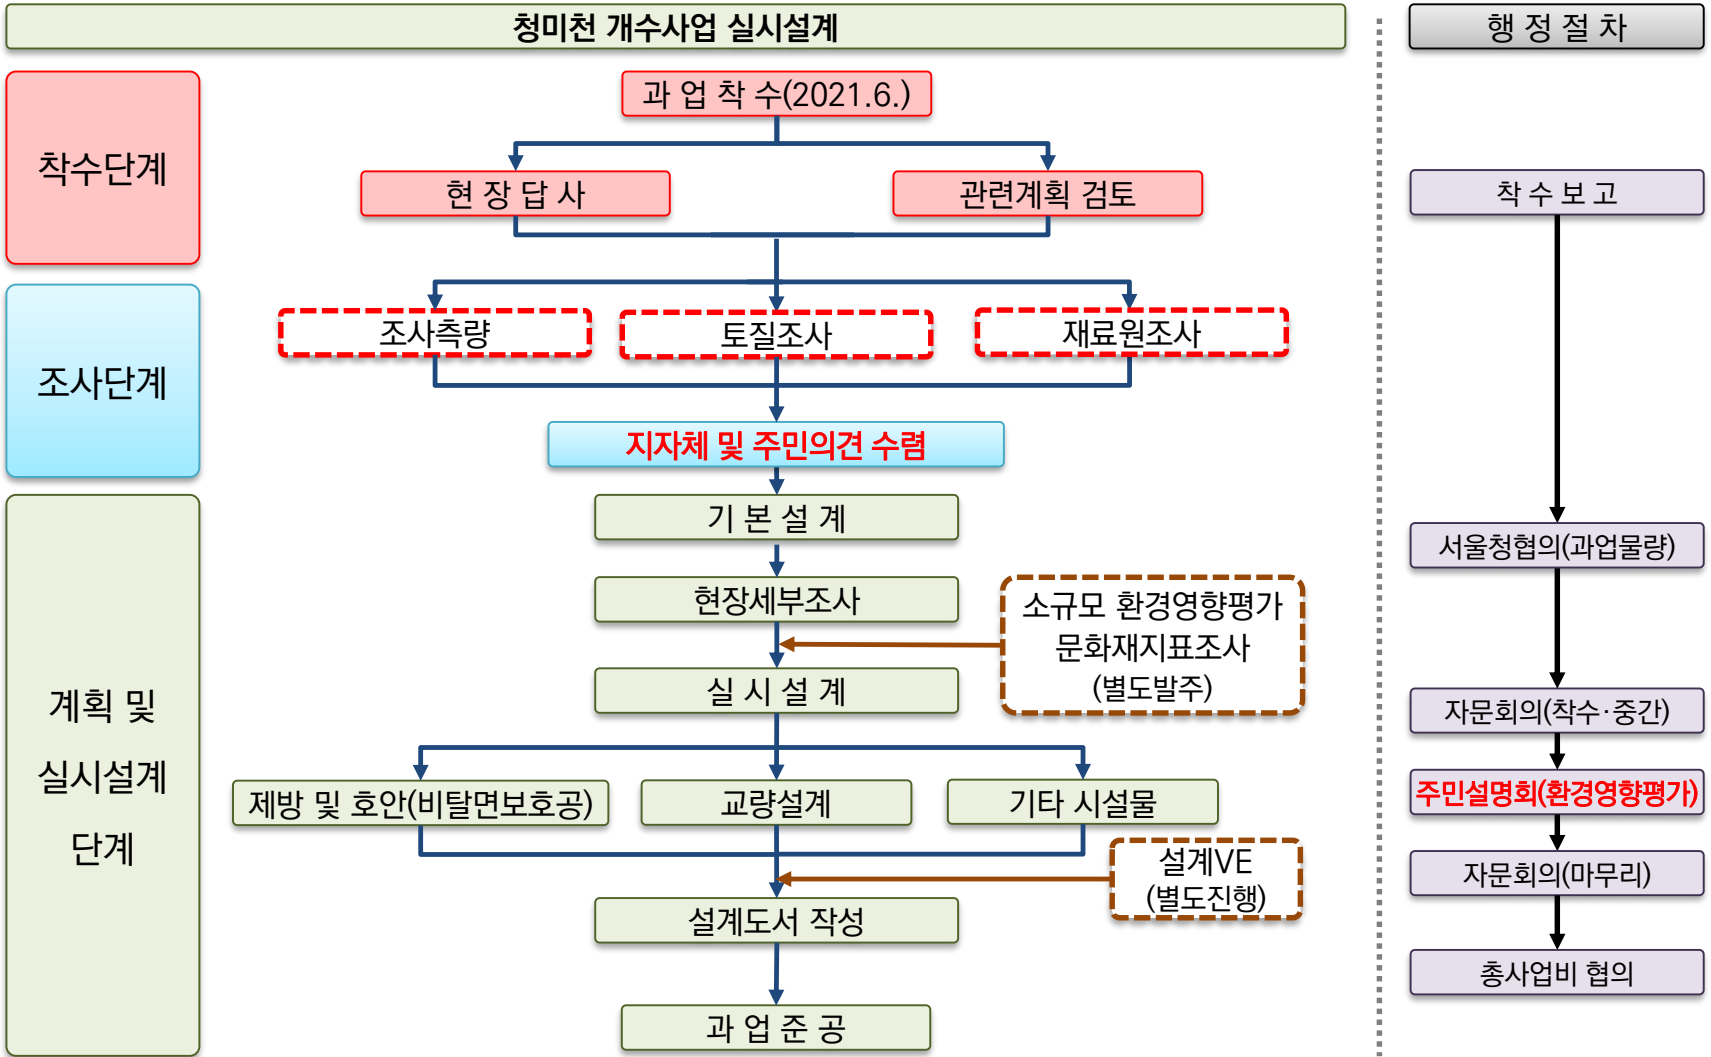 청미천 개수사업 실시설계
행 정 절 차
착수단계
과 업 착 수(2021.6.)
현 장 답 사
관련계획 검토
착 수 보 고
조사단계
조사측량
토질조사
재료원조사
지자체 및 주민의견 수렴
계획 및
실시설계
단계
기 본 설 계
서울청협의(과업물량)
현장세부조사
소규모 환경영향평가
문화재지표조사
(별도발주)
실 시 설 계
자문회의(착수·중간)
주민설명회(환경영향평가)
제방 및 호안(비탈면보호공)
교량설계
기타 시설물
설계VE
(별도진행)
자문회의(마무리)
설계도서 작성
총사업비 협의
과 업 준 공